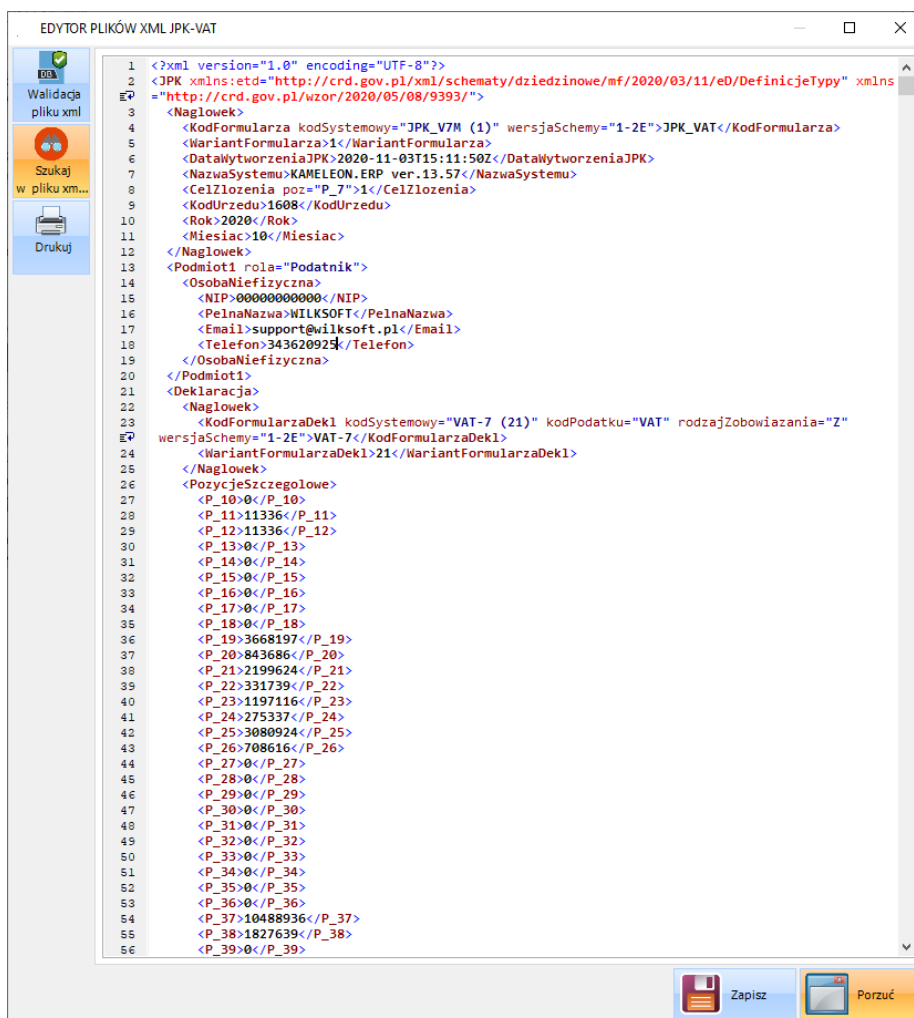 EDYTOR PLIKÓW XML JPK-VAT
Walidacja
pliku xml
Szukaj
w pliku xm...
Drukuj
1 <?xml version="1.0" encoding="UTF-8"?>
2 <JPK xmlns:etd="http://crd.gov.pl/xml/schematy/dziedzinowe/mf/2020/03/11/eD/DefinicjeTypy" xmlns
="http://crd.gov.pl/wzor/2020/05/08/9393/">
3 <Naglowek>
4 <KodFormularza kodSystemowy="JPK_V7M (1)" wersjaSchemy="1-2E">JPK_VAT</KodFormularza>
5 <WariantFormularza>1</WariantFormularza>
6 <DataWytworzeniaJPK>2020-11-03T15:11:50Z</DataWytworzeniaJPK>
7 <NazwaSystemu>KAMELEON.ERP ver.13.57</NazwaSystemu>
8 <CelZlozenia poz="P_7">1</CelZlozenia>
9 <KodUrzedu>1608</KodUrzedu>
10 <Rok>2020</Rok>
11 <Miesiac>10</Miesiac>
12 </Naglowek>
13 <Podmiot1 rola="Podatnik">
14 <OsobaNiefizyczna>
15 <NIP>00000000000</NIP>
16 <PelnaNazwa>WILKSOFT</PelnaNazwa>
17 <Email>support@wilksoft.pl</Email>
18 <Telefon>343620925</Telefon>
19 </OsobaNiefizyczna>
20 </Podmiot1>
21 <Deklaracja>
22 <Naglowek>
23 <KodFormularzaDekl kodSystemowy="VAT-7 (21)" kodPodatku="VAT" rodzajZobowiazania="Z"
wersjaSchemy="1-2E">VAT-7</KodFormularzaDekl>
24 <WariantFormularzaDekl>21</WariantFormularzaDekl>
25 </Naglowek>
26 <PozycjeSzczegolowe>
27 <P_10>0</P_10>
28 <P_11>11336</P_11>
29 <P_12>11336</P_12>
30 <P_13>0</P_13>
31 <P_14>0</P_14>
32 <P_15>0</P_15>
33 <P_16>0</P_16>
34 <P_17>0</P_17>
35 <P_18>0</P_18>
36 <P_19>3668197</P_19>
37 <P_20>843686</P_20>
38 <P_21>2199624</P_21>
39 <P_22>331739</P_22>
40 <P_23>1197116</P_23>
41 <P_24>275337</P_24>
42 <P_25>3080924</P_25>
43 <P_26>708616</P_26>
44 <P_27>0</P_27>
45 <P_28>0</P_28>
46 <P_29>0</P_29>
47 <P_30>0</P_30>
48 <P_31>0</P_31>
49 <P_32>0</P_32>
50 <P_33>0</P_33>
51 <P_34>0</P_34>
52 <P_35>0</P_35>
53 <P_36>0</P_36>
54 <P_37>10488936</P_37>
55 <P_38>1827639</P_38>
56 <P_39>0</P_39>
Zapisz
Porzuć